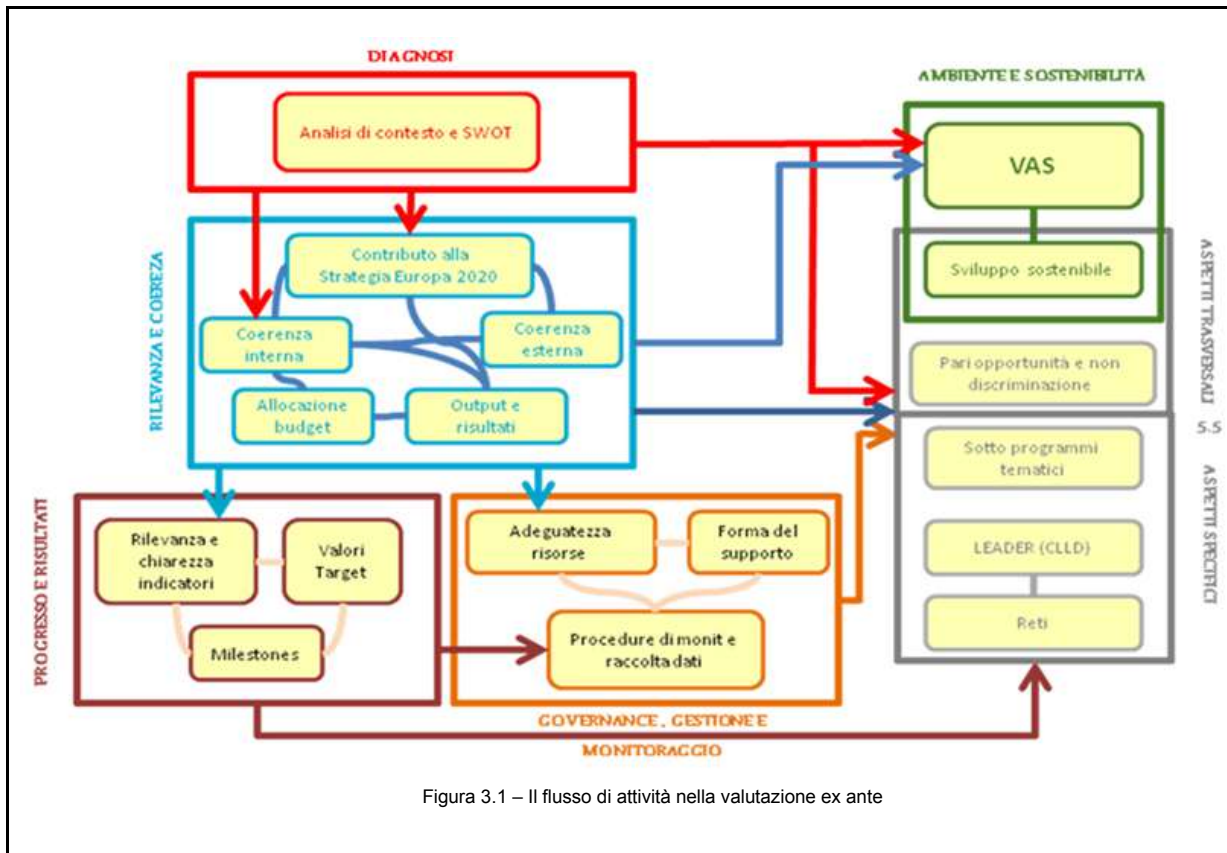 DIAGNOSI
Analisi di contesto e SWOT
AMBIENTE E SOSTENIBILITÀ
VAS
Sviluppo sostenibile
RILEVANZA E COEREZA
Contributo alla
Strategia Europa 2020
Coerenza
interna
Coerenza
esterna
Allocazione
budget
Output e
risultati
ASPETTI TRASVERSALI
Pari opportunità e non
discriminazione
5.5
ASPETTI SPECIFICI
Sotto programmi
tematici
LEADER (CLLD)
Reti
PROGRESSO E RISULTATI
Rilevanza e
chiarezza
indicatori
Valori
Target
Milestones
Adeguatezza
risorse
Forma del
supporto
Procedure di monit e
raccolta dati
GOVERNANCE, GESTIONE E
MONITORAGGIO
Figura 3.1 – Il flusso di attività nella valutazione ex ante